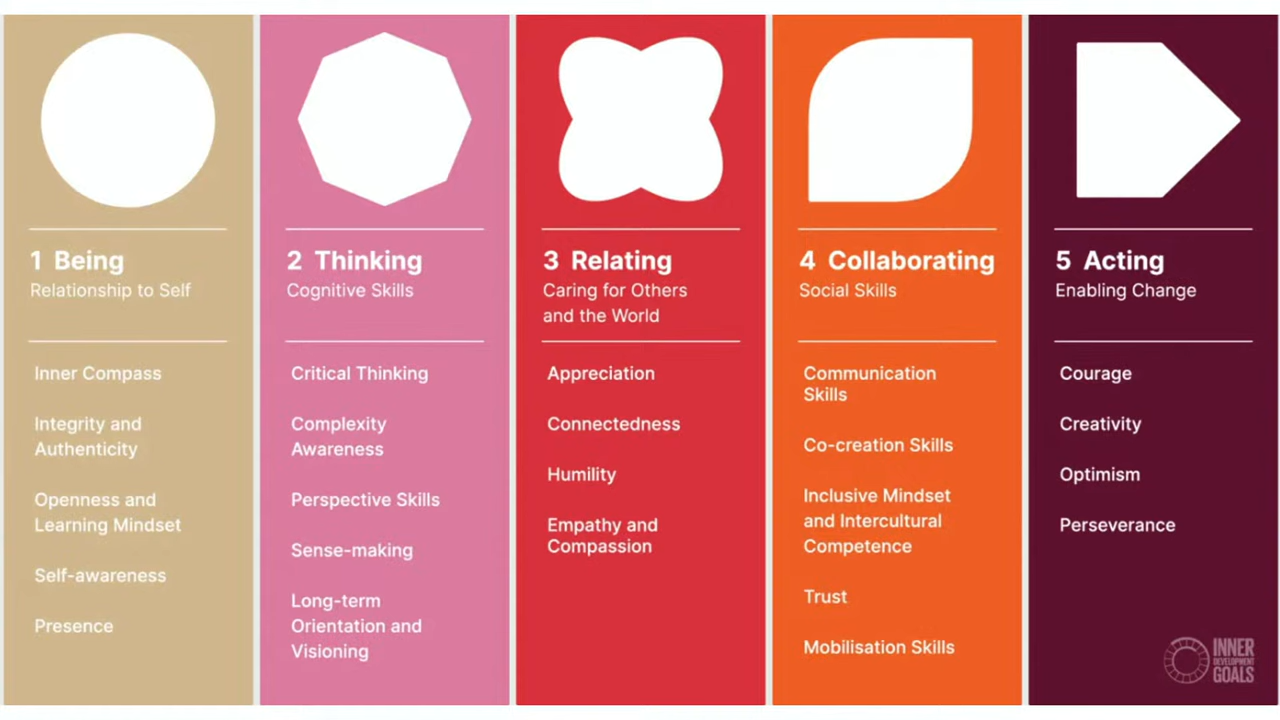 1 Being
Relationship to Self
Inner Compass
Integrity and
Authenticity
Openness and
Learning Mindset
Self-awareness
Presence
2 Thinking
Cognitive Skills
Critical Thinking
Complexity
Awareness
Perspective Skills
Sense-making
Long-term
Orientation and
Visioning
3 Relating
Caring for Others
and the World
Appreciation
Connectedness
Humility
Empathy and
Compassion
4 Collaborating
Social Skills
Communication
Skills
Co-creation Skills
Inclusive Mindset
and Intercultural
Competence
Trust
Mobilisation Skills
5 Acting
Enabling Change
Courage
Creativity
Optimism
Perseverance
INNER
DEVELOPMENT
GOALS